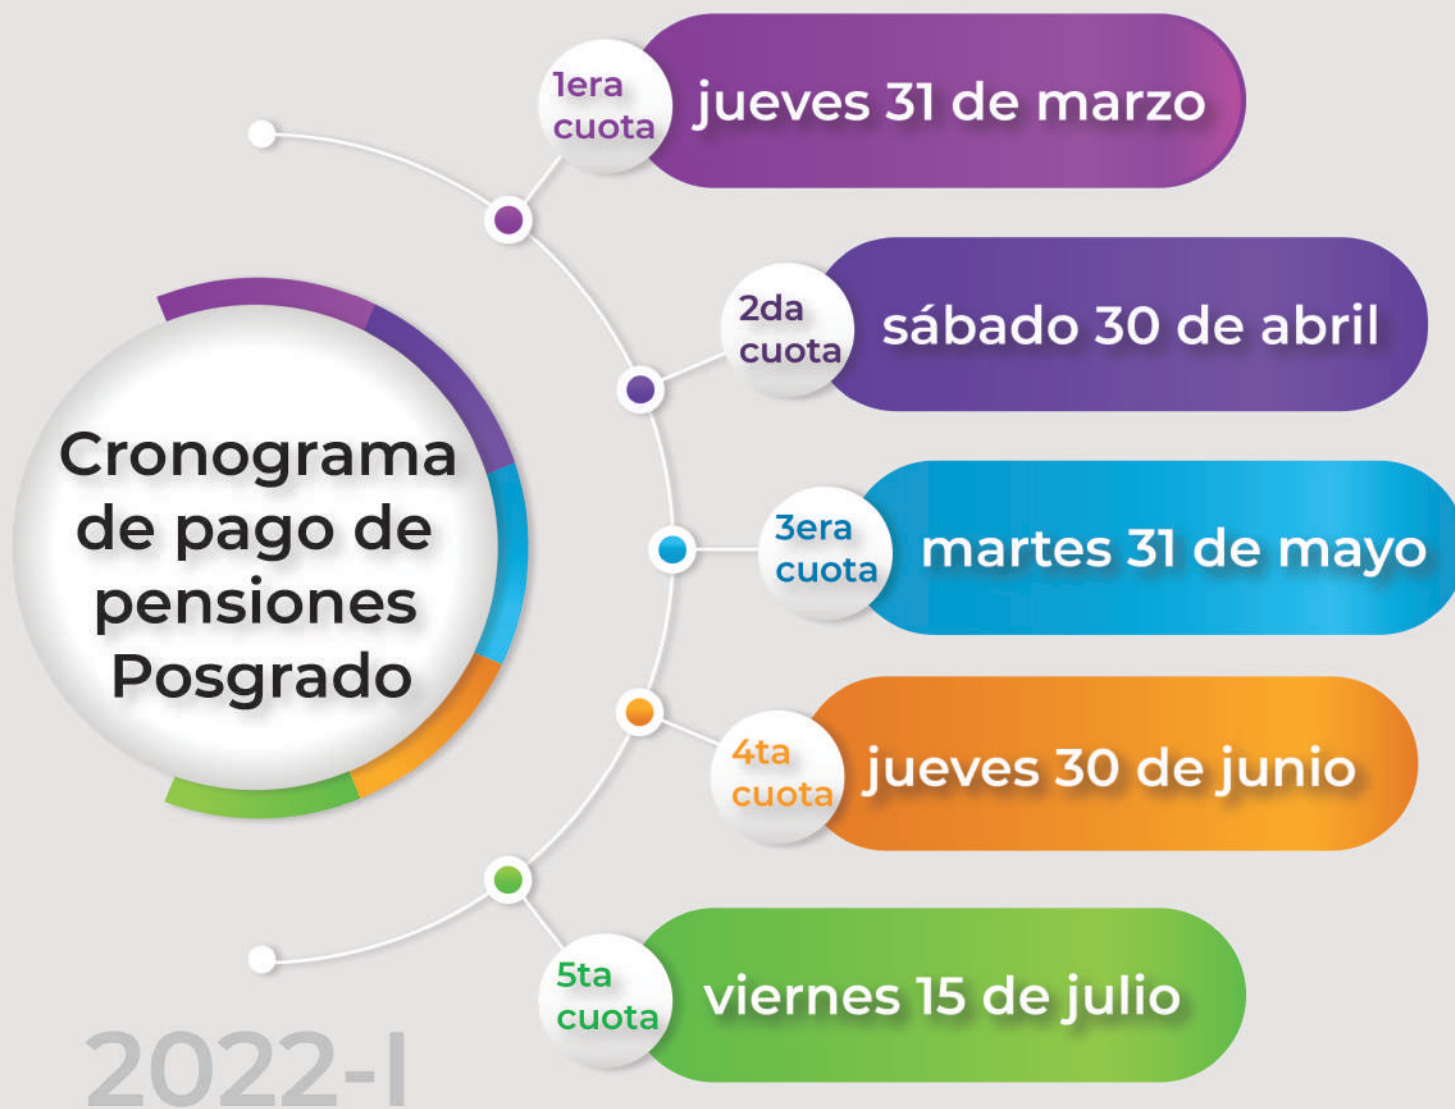 1era
cuota
jueves 31 de marzo
2da
cuota
sábado 30 de abril
Cronograma
de pago de
pensiones
Posgrado
3era
cuota
martes 31 de mayo
4ta
cuota
jueves 30 de junio
5ta
cuota
viernes 15 de julio
2022-I